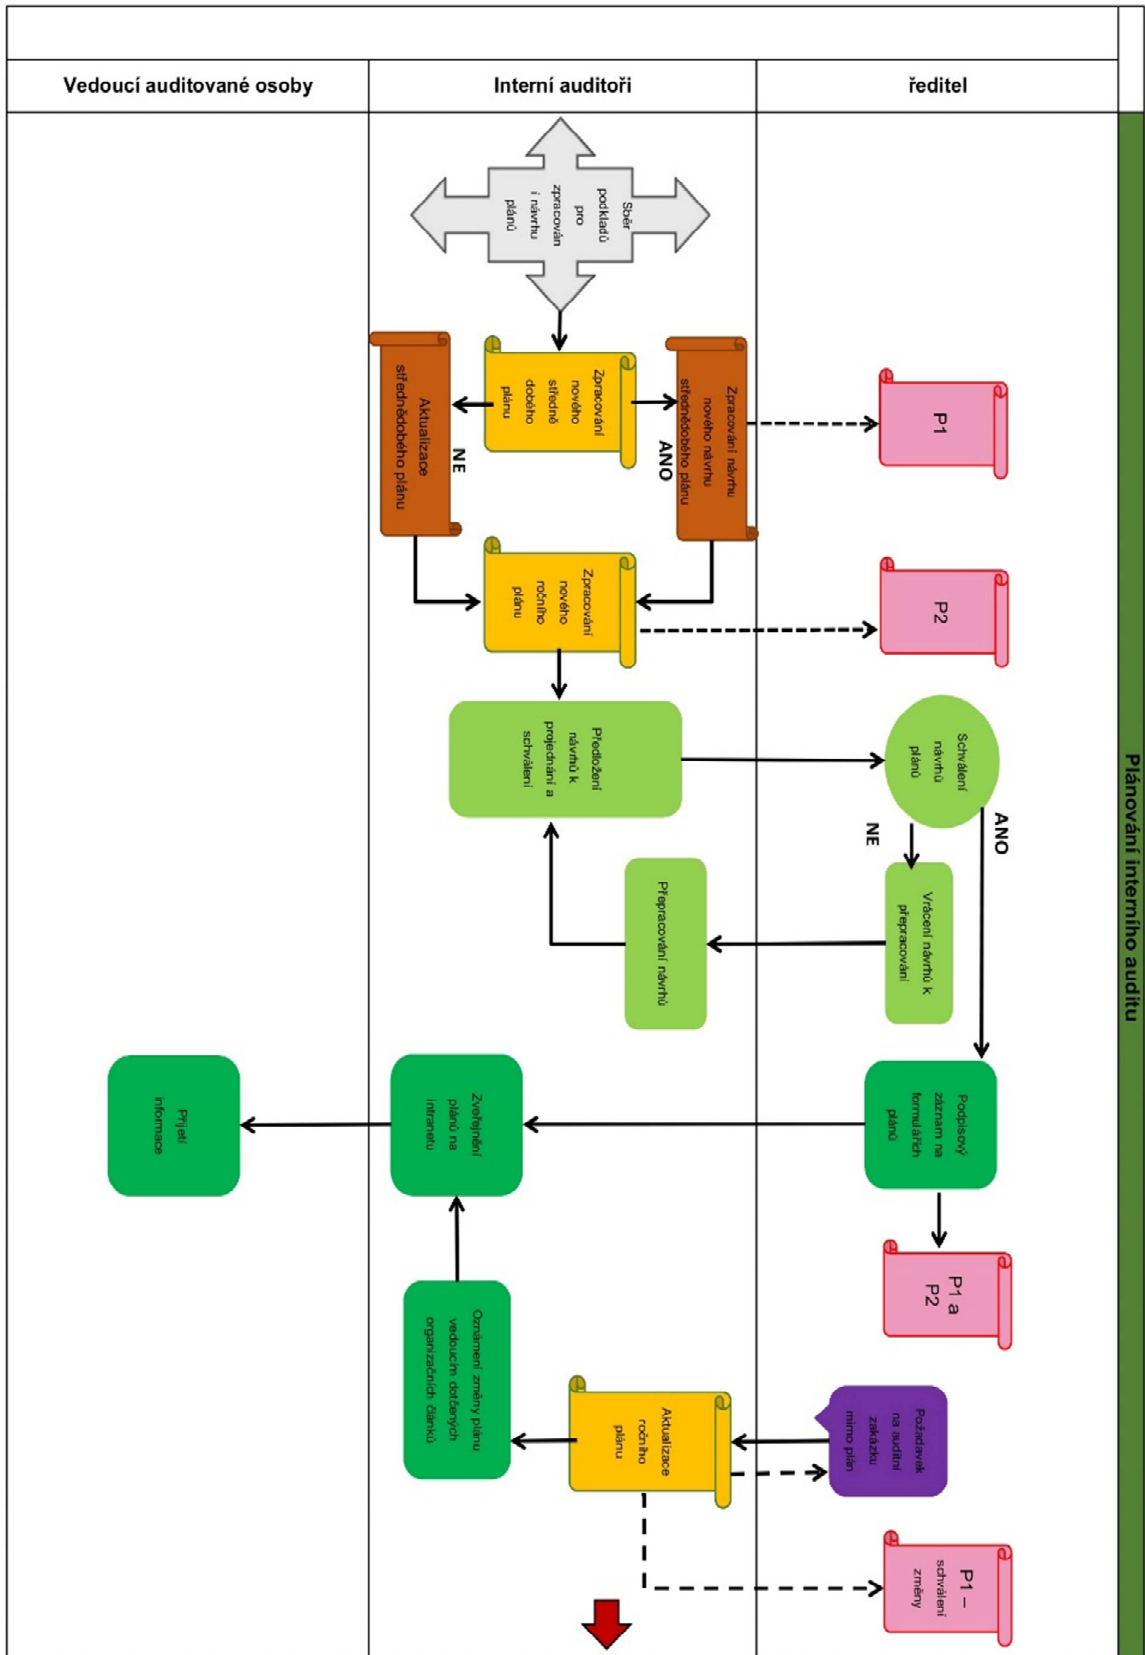 Plánování interního auditu
Vedoucí auditované osoby
Interní auditoři
ředitel
Sběr
podkladů
pro
zpracován
í návrhu
plánů
Zpracování
nového
středně
dobého
plánu
ANO
NE
Zpracování návrhu
nového návrhu
střednědobého plánu
Aktualizace
střednědobého plánu
P1
Zpracování
nového
ročního
plánu
P2
Předložení
návrhů k
projednání a
schválení
Schválení
návrhů
plánů
ANO
NE
Vrácení návrhů k
přepracování
Přepracování návrhů
Podpisový
záznam na
formulářích
plánů
Zveřejnění
plánů na
intranetu
Přijetí
informace
P1 a
P2
Požadavek
na auditní
zakázku
mimo plán
Aktualizace
ročního
plánu
Oznámení změny plánu
vedoucím dotčených
organizačních článků
P1 –
schválení
změny